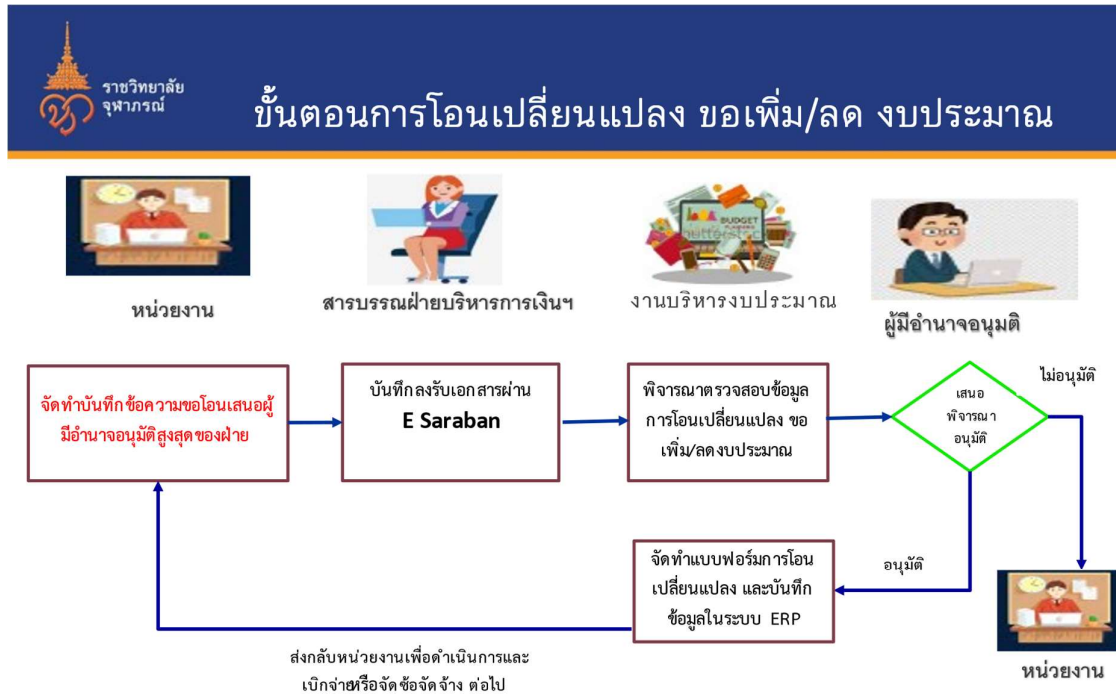 ราชวิทยาลัย
จุฬาภรณ์
ขั้นตอนการโอนเปลี่ยนแปลง ขอเพิ่ม/ลด งบประมาณ
BUDGET
หน่วยงาน
สารบรรณฝ่ายบริหารการเงินฯ
งานบริหารงบประมาณ
ผู้มีอำนาจอนุมติ
จัดทำบันทึกข้อความขอโอนเสนอผู้
มีอำนาจอนุมัติสูงสุดของฝ่าย
บันทึกลงรับเอกสารผ่าน
E Saraban
พิจารณาตรวจสอบข้อมูล
การโอนเปลี่ยนแปลง ขอ
เพิ่ม/ลดงบประมาณ
เสนอ
พิจารณา
อนุมัติ
ไม่อนุมัติ
อนุมัติ
จัดทำแบบฟอร์มการโอน
เปลี่ยนแปลง และบันทึก
ข้อมูลในระบบ ERP
ส่งกลับหน่วยงานเพื่อดำเนินการและ
เบิกจ่ายหรือจัดซ้อจัดจ้าง ต่อไป
หน่วยงาน